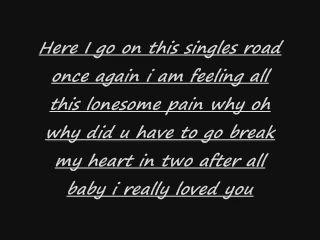 Here I go on this singles road
once again i am feeling all
this lonesome pain why oh
why did u have to go break
my heart in two after all
baby i really loved you